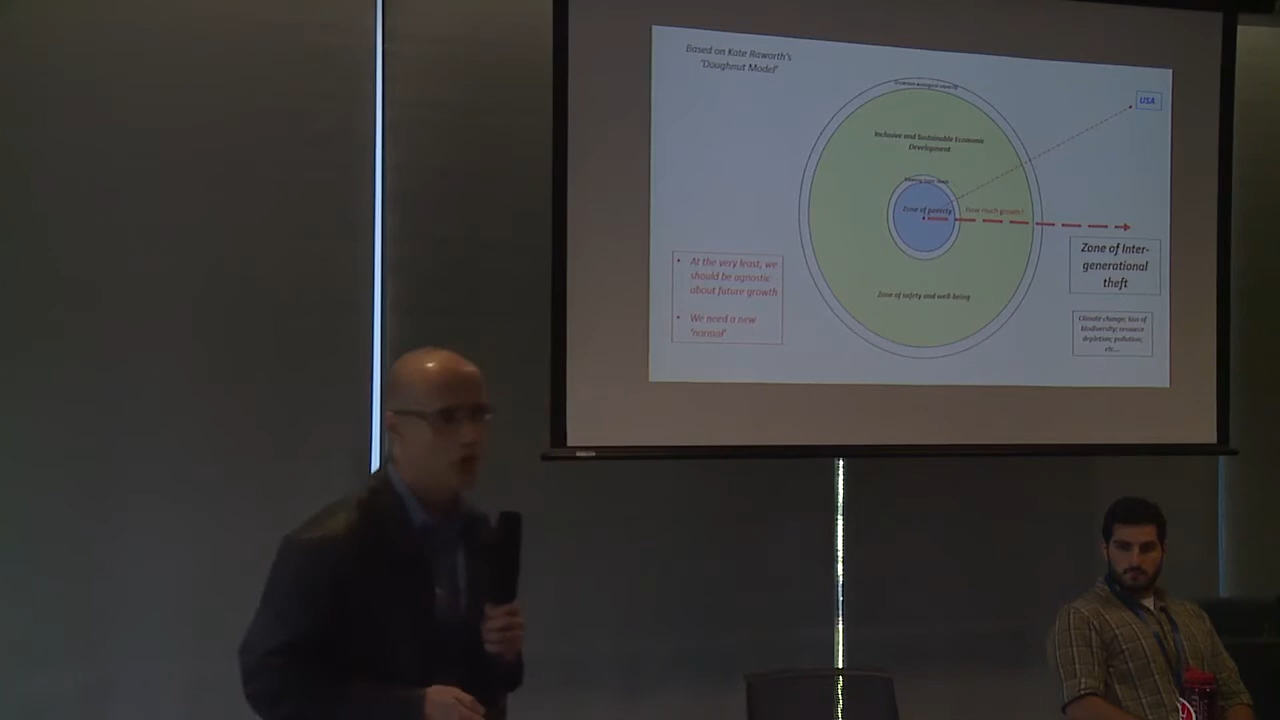 Based on Kate Raworth's
'Doughnut Model'
USA
Inclusive and Sustainable Economic
Development
Zone of poverty
How much growth?
Zone of Inter-
generational
theft
• At the very least, we
should be agnostic
about future growth
• We need a new
'normal'
Zone of safety and well-being
Climate change; loss of
biodiversity; resource
depletion; pollution;
etc...